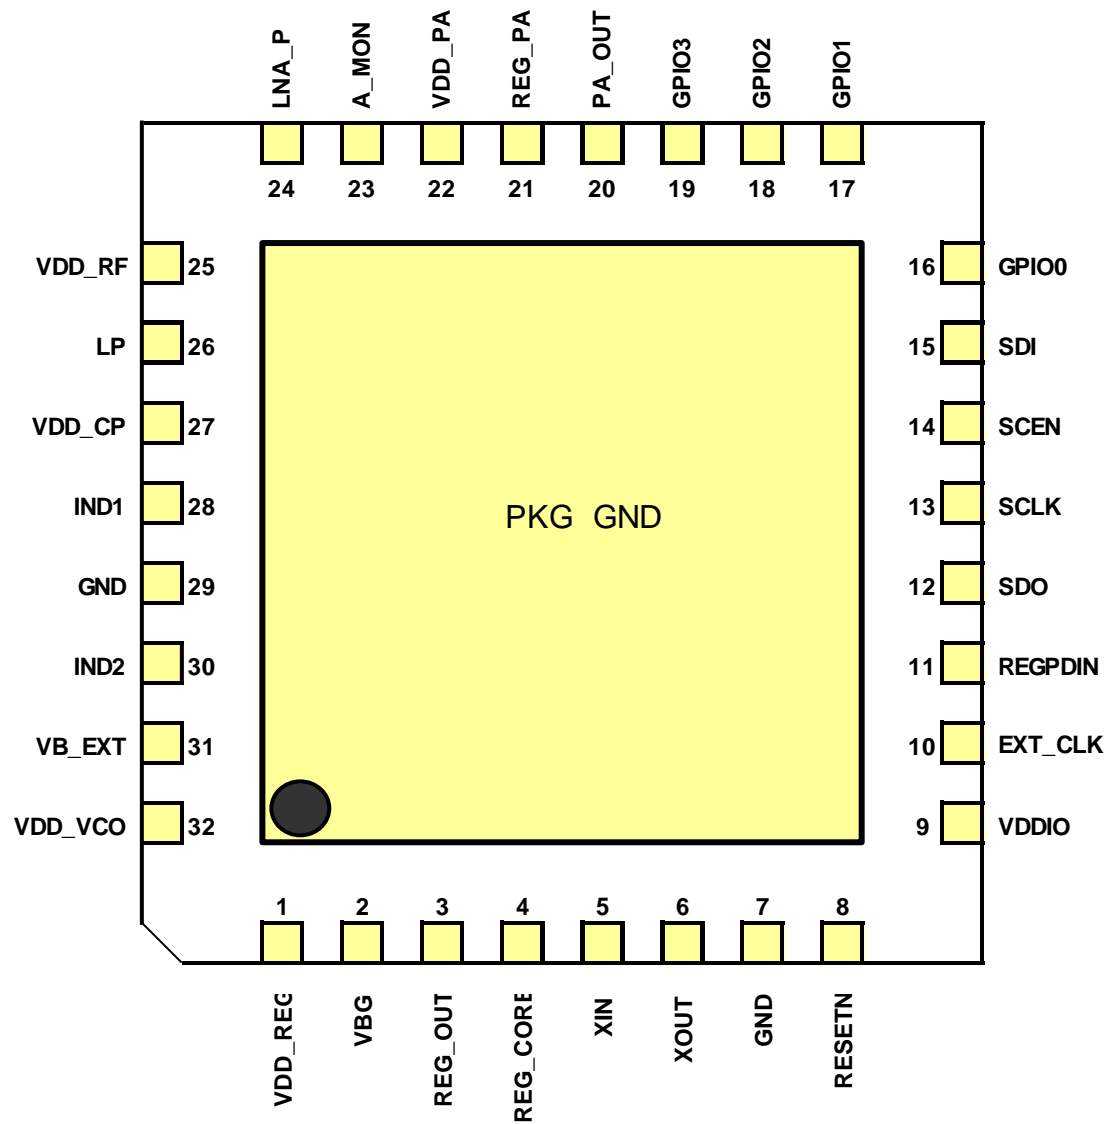 LNA_P A_MON VDD_PA REG_PA PA_OUT GPIO3 GPIO2 GPIO1
24 23 22 21 20 19 18 17
VDD_RF 25 16 GPIO0
LP 26 15 SDI
VDD_CP 27 14 SCEN
IND1 28 13 SCLK
PKG GND
GND 29 12 SDO
IND2 30 11 REGPDIN
VB_EXT 31 10 EXT_CLK
VDD_VCO 32 9 VDDIO
1 2 3 4 5 6 7 8
VDD_REG VBG REG_OUT REG_CORE XIN XOUT GND RESETN